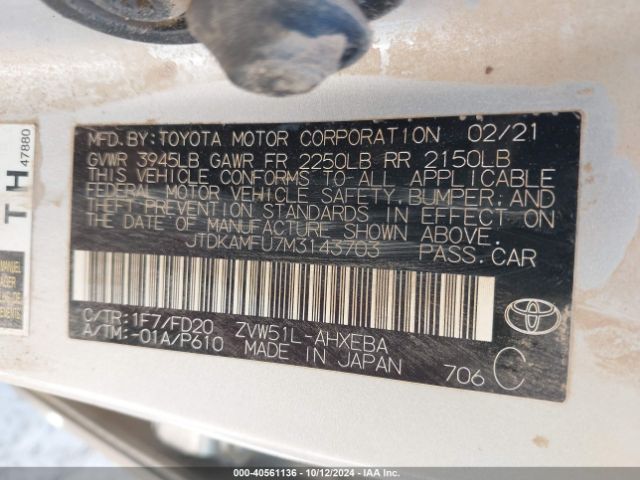 MFD. BY: TOYOTA MOTOR CORPORATION 02/21
GVWR 3945LB GAWR FR 2250LB RR 2150LB
THIS VEHICLE CONFORMS TO ALL APPLICABLE
FEDERAL MOTOR VEHICLE SAFETY, BUMPER, AND
THEFT PREVENTION STANDARDS IN EFFECT ON
THE DATE OF MANUFACTURE SHOWN ABOVE.
JTDKAMFU7M3143703 PASS. CAR
C/TR: 1F7/FD20 ZVW51L-AHXEBA
A/TM: -01A/P610 MADE IN JAPAN
706 C
TH
47880
MANUEL
000-40561136 - 10/12/2024 - IAAI.COM